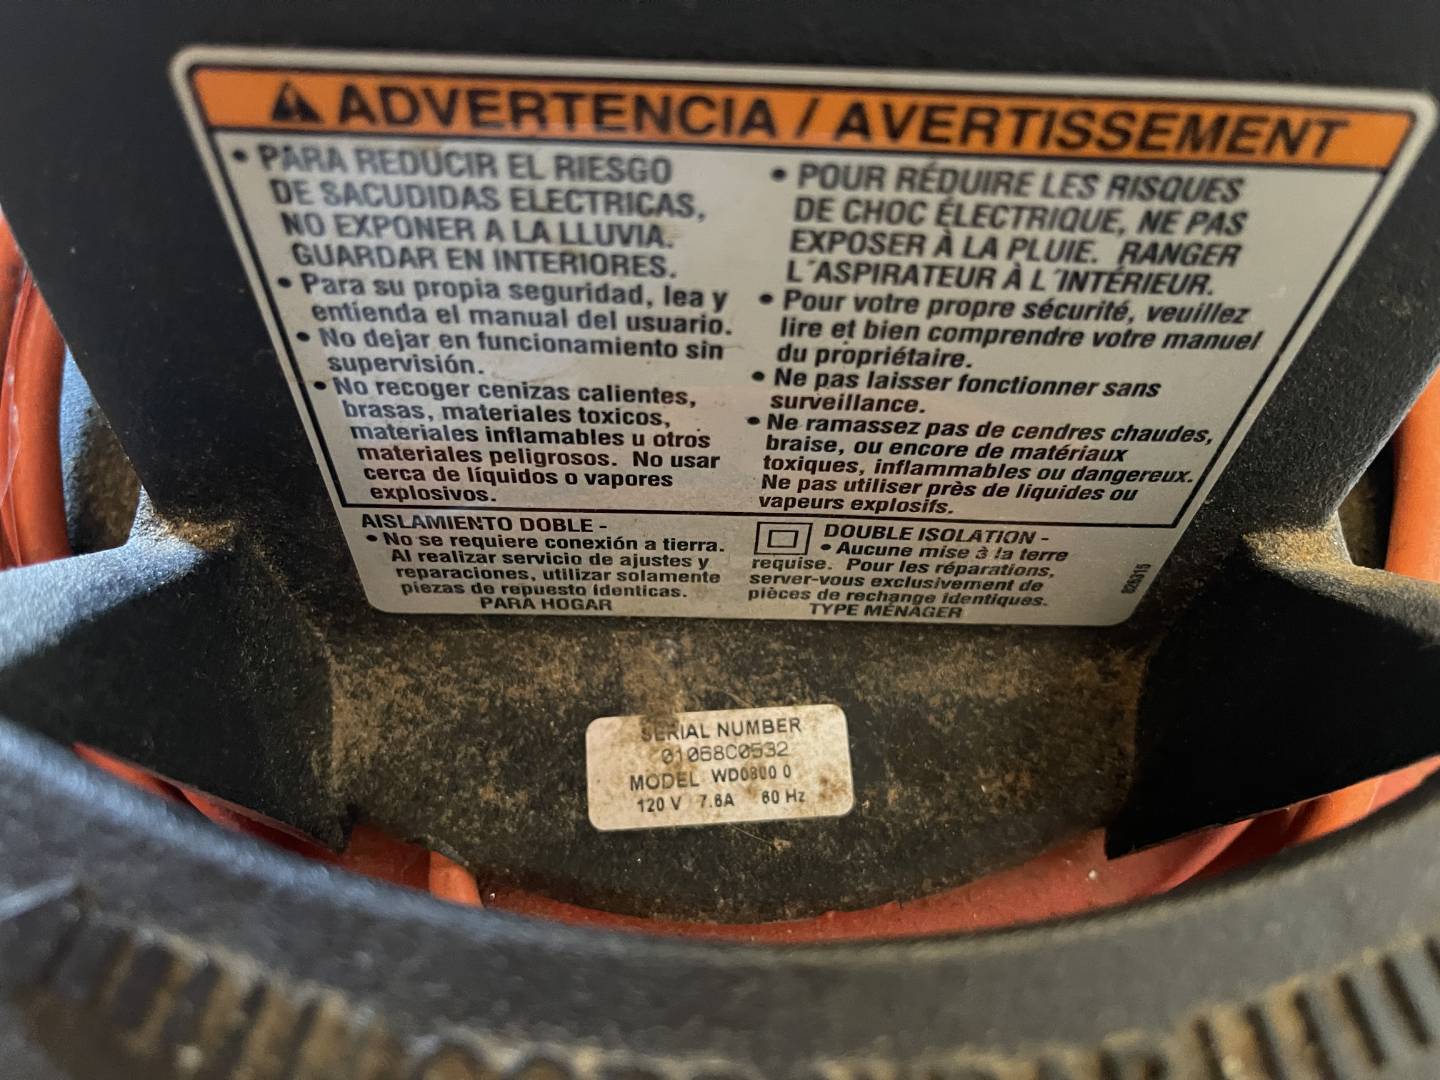 ADVERTENCIA / AVERTISSEMENT
• PARA REDUCIR EL RIESGO
DE SACUDIDAS ELECTRICAS,
NO EXPONER A LA LLUVIA.
GUARDAR EN INTERIORES.
• Para su propia seguridad, lea y
entienda el manual del usuario.
• No dejar en funcionamiento sin
supervisión.
• No recoger cenizas calientes,
brasas, materiales toxicos,
materiales inflamables u otros
materiales peligrosos. No usar
cerca de líquidos o vapores
explosivos.
• POUR RÉDUIRE LES RISQUES
DE CHOC ÉLECTRIQUE, NE PAS
EXPOSER À LA PLUIE. RANGER
L´ASPIRATEUR À L´INTÉRIEUR.
• Pour votre propre sécurité, veuillez
lire et bien comprendre votre manuel
du propriétaire.
• Ne pas laisser fonctionner sans
surveillance.
• Ne ramassez pas de cendres chaudes,
braise, ou encore de matériaux
toxiques, inflammables ou dangereux.
Ne pas utiliser près de liquides ou
vapeurs explosifs.
AISLAMIENTO DOBLE -
• No se requiere conexión a tierra.
Al realizar servicio de ajustes y
reparaciones, utilizar solamente
piezas de repuesto identicas.
PARA HOGAR
DOUBLE ISOLATION -
• Aucune mise à la terre
requise. Pour les réparations,
server-vous exclusivement de
pièces de rechange identiques.
TYPE MÉNAGER
SERIAL NUMBER
01068C0532
MODEL WD0800 0
120 V 7.6A 60 Hz